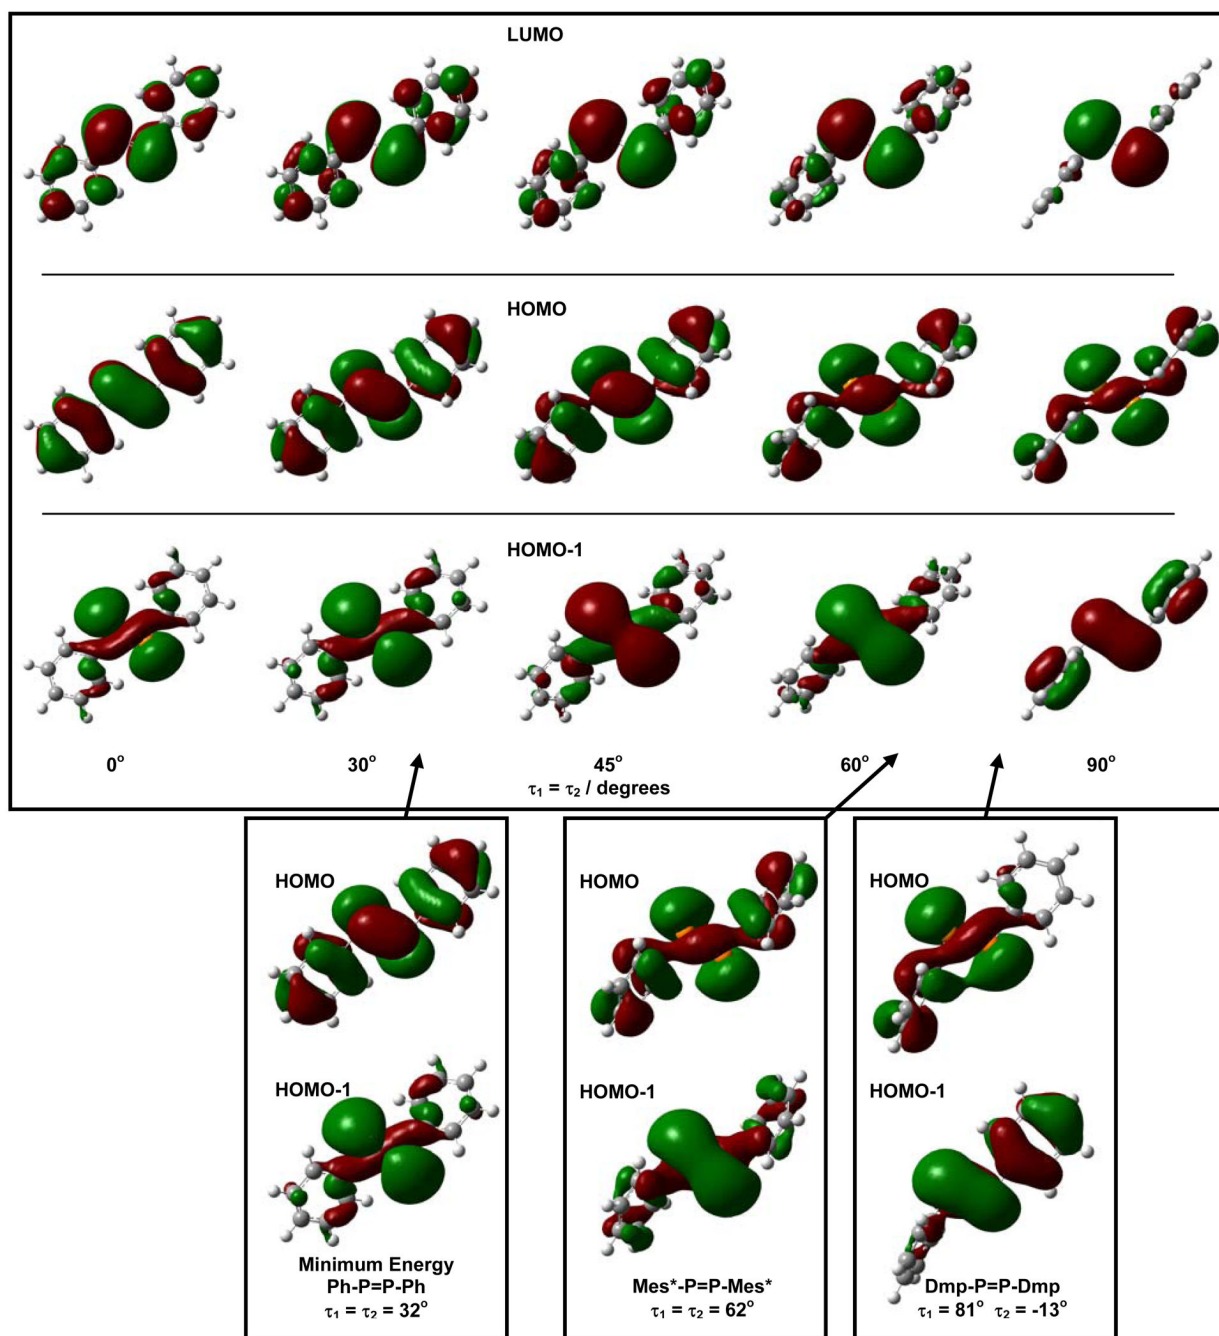 LUMO
HOMO
HOMO-1
0° 30° 45° 60° 90°
τ₁ = τ₂ / degrees
HOMO
HOMO-1
Minimum Energy
Ph-P=P-Ph
τ₁ = τ₂ = 32°
HOMO
HOMO-1
Mes*-P=P-Mes*
τ₁ = τ₂ = 62°
HOMO
HOMO-1
Dmp-P=P-Dmp
τ₁ = 81° τ₂ = -13°